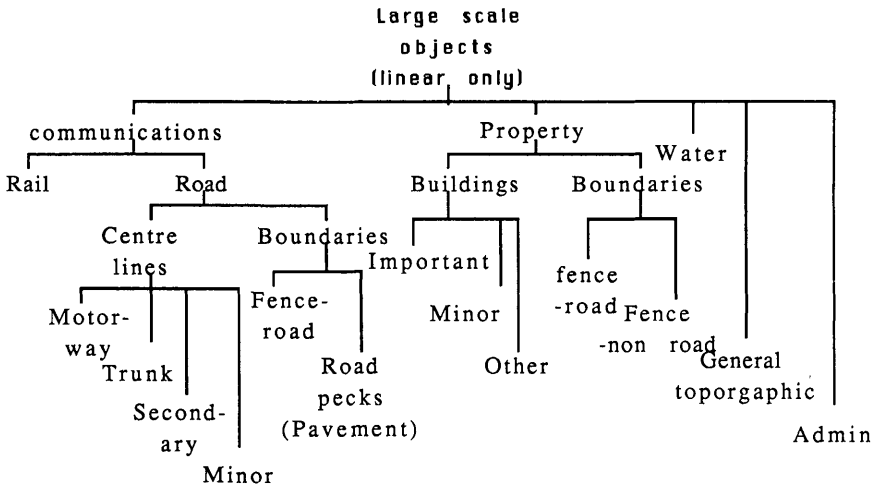 Large scale
objects
(linear only)
communications
Property
Water
Rail
Road
Buildings
Boundaries
Centre
lines
Boundaries
Important
fence
-road
Fence
-non road
Motor-
way
Fence-
road
Minor
Trunk
Road
pecks
(Pavement)
Other
General
toporgaphic
Second-
ary
Admin
Minor